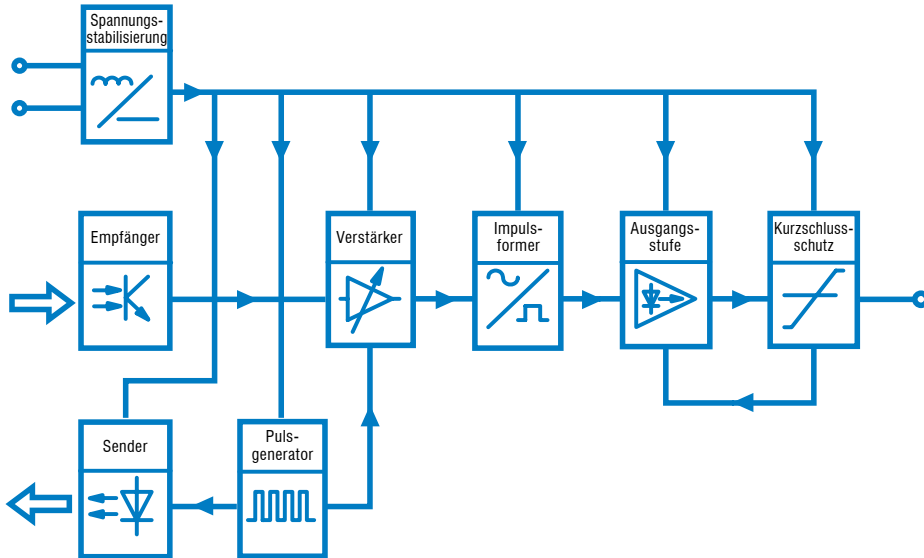 Spannungs-
stabilisierung
Empfänger
Verstärker
Impuls-
former
Ausgangs-
stufe
Kurzschluss-
schutz
Sender
Puls-
generator